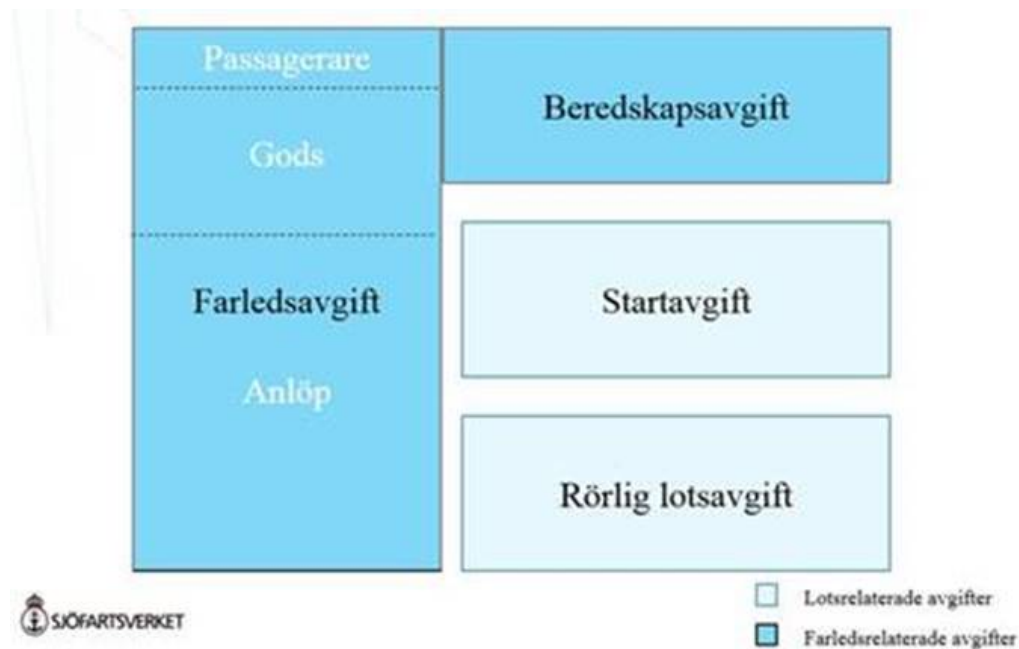 Passagerare
Gods
Farledsavgift
Anlöp
Beredskapsavgift
Startavgift
Rörlig lotsavgift
SJÖFARTSVERKET
Lotsrelaterade avgifter
Farledsrelaterade avgifter